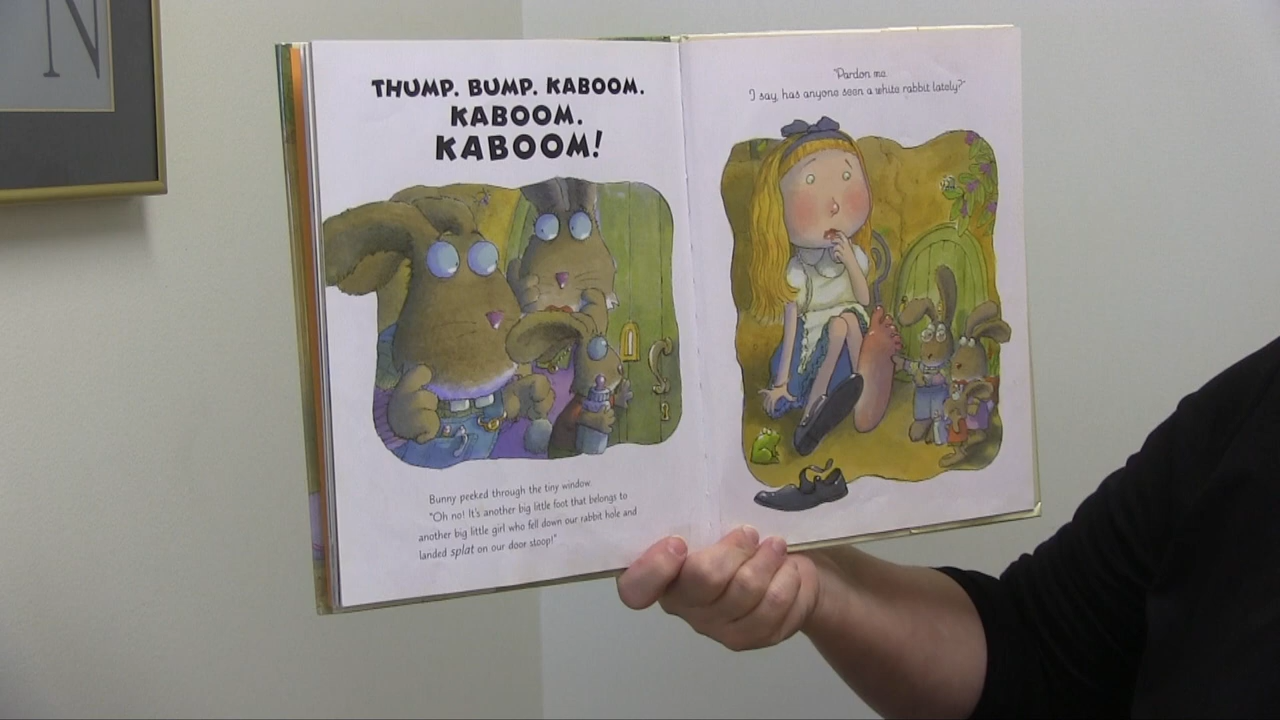 N
THUMP. BUMP. KABOOM.
KABOOM.
KABOOM!
Bunny peeked through the tiny window.
"Oh no! It's another big little foot that belongs to
another big little girl who fell down our rabbit hole and
landed splat on our door stoop!"
"Pardon me.
I say, has anyone seen a white rabbit lately?"